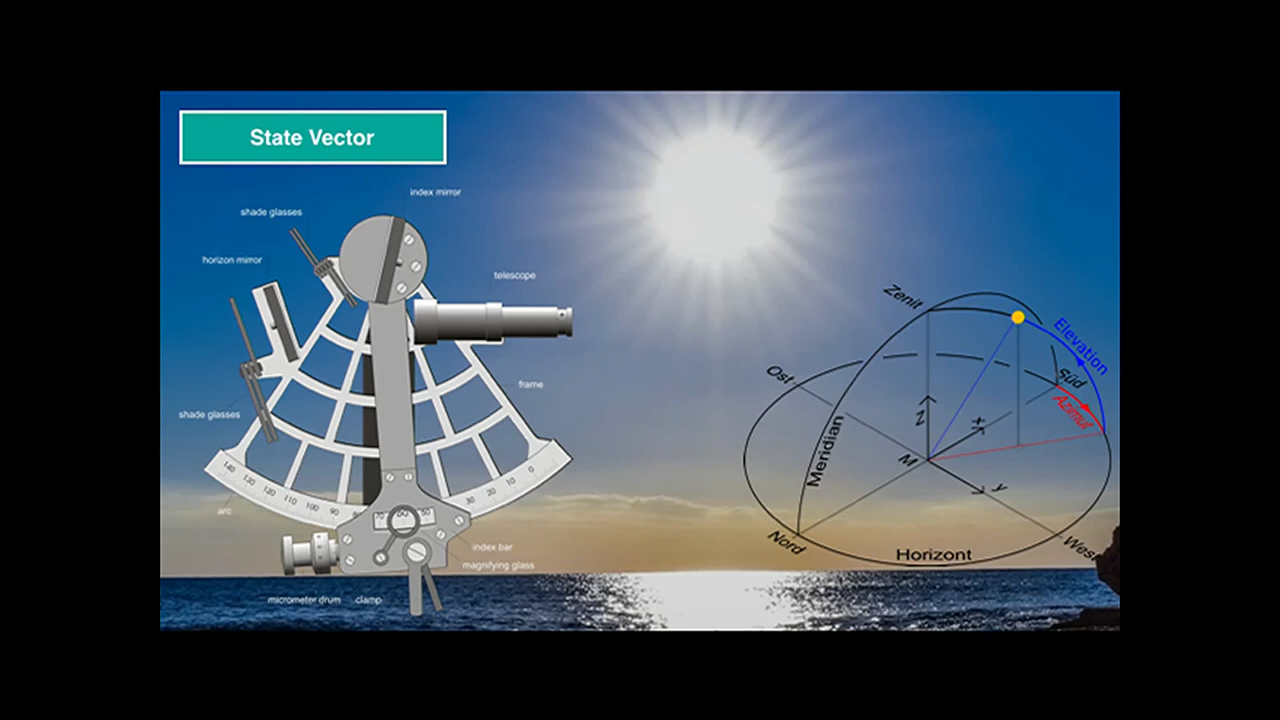 State Vector
index mirror
shade glasses
horizon mirror
telescope
frame
shade glasses
arc
140
130
120
110
100
90
30
20
10
0
index bar
magnifying glass
micrometer drum
clamp
Zenit
Elevation
Ost
Süd
Azimut
Meridian
Z
x
M
y
Nord
Horizont
West